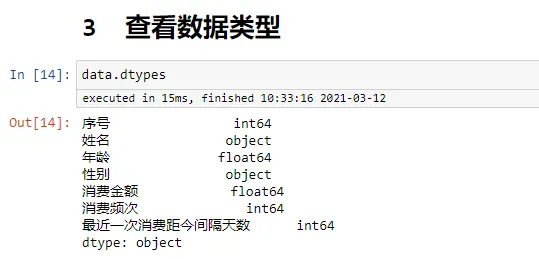 3 查看数据类型
In [14]: data.dtypes
executed in 15ms, finished 10:33:16 2021-03-12
Out[14]: 序号 int64
姓名 object
年龄 float64
性别 object
消费金额 float64
消费频次 int64
最近一次消费距今间隔天数 int64
dtype: object